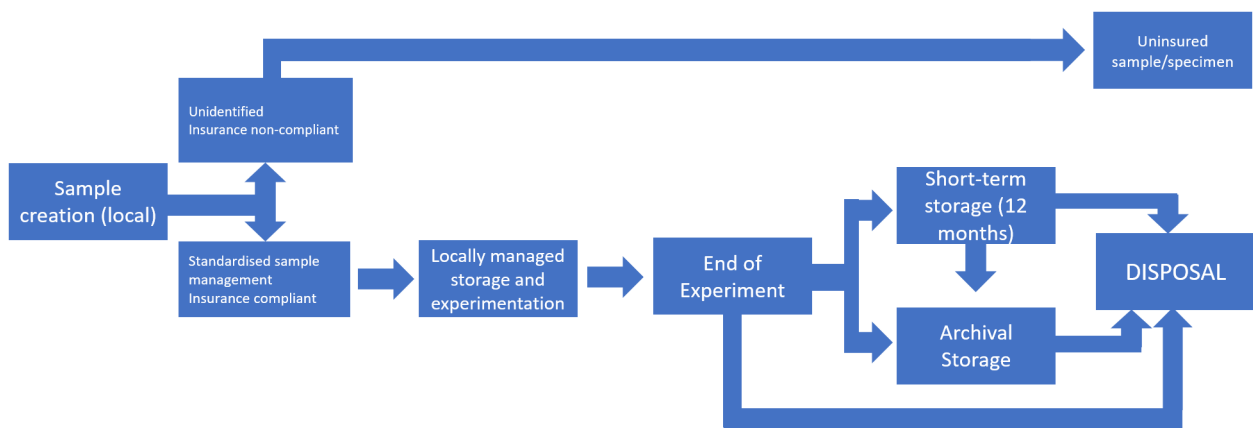 Uninsured
sample/specimen
Unidentified
Insurance non-compliant
Sample
creation (local)
Standardised sample
management
Insurance compliant
Locally managed
storage and
experimentation
End of
Experiment
Short-term
storage (12
months)
Archival
Storage
DISPOSAL